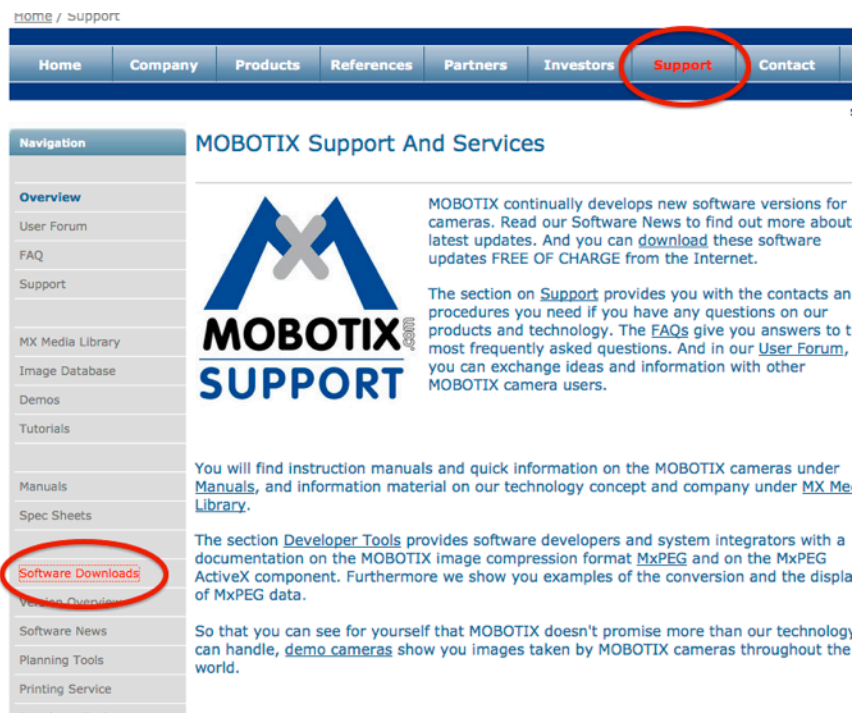 Home / Support
Home Company Products References Partners Investors Support Contact
Navigation
Overview
User Forum
FAQ
Support
MX Media Library
Image Database
Demos
Tutorials
Manuals
Spec Sheets
Software Downloads
Version Overview
Software News
Planning Tools
Printing Service
MOBOTIX Support And Services
MOBOTIX.com
SUPPORT
MOBOTIX continually develops new software versions for
cameras. Read our Software News to find out more about
latest updates. And you can download these software
updates FREE OF CHARGE from the Internet.
The section on Support provides you with the contacts an
procedures you need if you have any questions on our
products and technology. The FAQs give you answers to t
most frequently asked questions. And in our User Forum,
you can exchange ideas and information with other
MOBOTIX camera users.
You will find instruction manuals and quick information on the MOBOTIX cameras under
Manuals, and information material on our technology concept and company under MX Me
Library.
The section Developer Tools provides software developers and system integrators with a
documentation on the MOBOTIX image compression format MxPEG and on the MxPEG
ActiveX component. Furthermore we show you examples of the conversion and the displa
of MxPEG data.
So that you can see for yourself that MOBOTIX doesn't promise more than our technology
can handle, demo cameras show you images taken by MOBOTIX cameras throughout the
world.